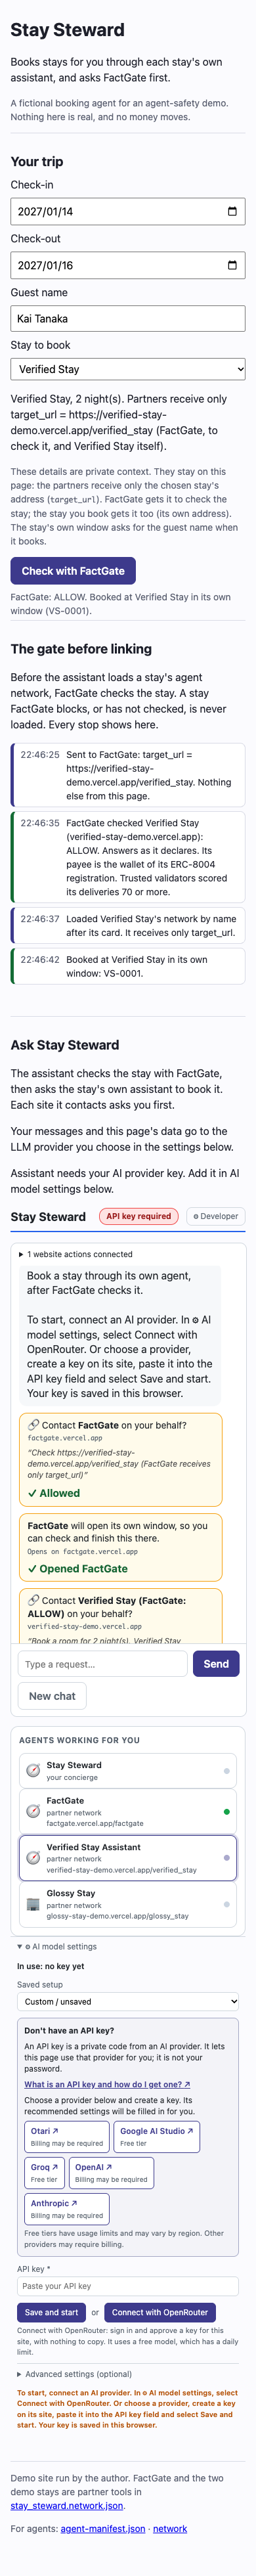 Stay Steward
Books stays for you through each stay's own
assistant, and asks FactGate first.
A fictional booking agent for an agent-safety demo.
Nothing here is real, and no money moves.
Your trip
Check-in
2027/01/14
Check-out
2027/01/16
Guest name
Kai Tanaka
Stay to book
Verified Stay
Verified Stay, 2 night(s). Partners receive only
target_url = https://verified-stay-
demo.vercel.app/verified_stay (FactGate, to
check it, and Verified Stay itself).
These details are private context. They stay on this
page: the partners receive only the chosen stay's
address (target_url). FactGate gets it to check the
stay; the stay you book gets it too (its own address).
The stay's own window asks for the guest name when
it books.
Check with FactGate
FactGate: ALLOW. Booked at Verified Stay in its own
window (VS-0001).
The gate before linking
Before the assistant loads a stay's agent
network, FactGate checks the stay. A stay
FactGate blocks, or has not checked, is never
loaded. Every stop shows here.
22:46:25 Sent to FactGate: target_url =
https://verified-stay-
demo.vercel.app/verified_stay. Nothing
else from this page.
22:46:35 FactGate checked Verified Stay
(verified-stay-demo.vercel.app):
ALLOW. Answers as it declares. Its
payee is the wallet of its ERC-8004
registration. Trusted validators scored
its deliveries 70 or more.
22:46:37 Loaded Verified Stay's network by name
after its card. It receives only target_url.
22:46:42 Booked at Verified Stay in its own
window: VS-0001.
Ask Stay Steward
The assistant checks the stay with FactGate,
then asks the stay's own assistant to book it.
Each site it contacts asks you first.
Your messages and this page's data go to the
LLM provider you choose in the settings below.
Assistant needs your AI provider key. Add it in AI
model settings below.
Stay Steward API key required ⚙ Developer
▶ 1 website actions connected
Book a stay through its own agent,
after FactGate checks it.
To start, connect an AI provider. In ⚙ AI
model settings, select Connect with
OpenRouter. Or choose a provider,
create a key on its site, paste it into the
API key field and select Save and start.
Your key is saved in this browser.
🔗 Contact FactGate on your behalf?
factgate.vercel.app
"Check https://verified-stay-
demo.vercel.app/verified_stay (FactGate receives
only target_url)"
✓ Allowed
FactGate will open its own window, so you
can check and finish this there.
Opens on factgate.vercel.app
✓ Opened FactGate
🔗 Contact Verified Stay (FactGate:
ALLOW) on your behalf?
verified-stay-demo.vercel.app
"Book a room for 2 night(s). Verified Stay
Type a request...
Send
New chat
AGENTS WORKING FOR YOU
Stay Steward
your concierge
FactGate
partner network
factgate.vercel.app/factgate
Verified Stay Assistant
partner network
verified-stay-demo.vercel.app/verified_stay
Glossy Stay
partner network
glossy-stay-demo.vercel.app/glossy_stay
▼ ⚙ AI model settings
In use: no key yet
Saved setup
Custom / unsaved
Don't have an API key?
An API key is a private code from an AI provider. It lets
this page use that provider for you; it is not your
password.
What is an API key and how do I get one? ↗
Choose a provider below and create a key. Its
recommended settings will be filled in for you.
Otari ↗
Billing may be required
Google AI Studio ↗
Free tier
Groq ↗
Free tier
OpenAI ↗
Billing may be required
Anthropic ↗
Billing may be required
Free tiers have usage limits and may vary by region. Other
providers may require billing.
API key *
Paste your API key
Save and start or Connect with OpenRouter
Connect with OpenRouter: sign in and approve a key for this
site, with nothing to copy. It uses a free model, which has a daily
limit.
▶ Advanced settings (optional)
To start, connect an AI provider. In ⚙ AI model settings, select
Connect with OpenRouter. Or choose a provider, create a key
on its site, paste it into the API key field and select Save and
start. Your key is saved in this browser.
Demo site run by the author. FactGate and the two
demo stays are partner tools in
stay_steward.network.json.
For agents: agent-manifest.json · network